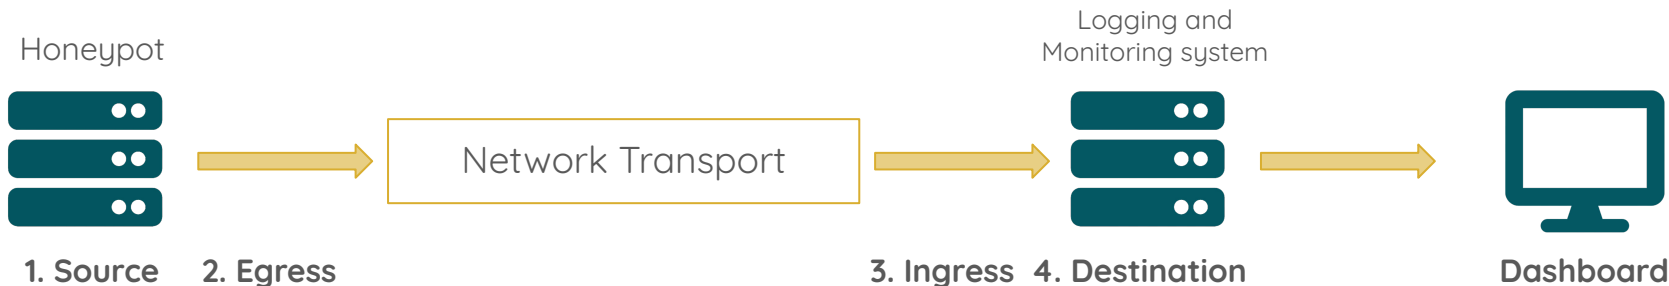 Honeypot
Network Transport
Logging and
Monitoring system
1. Source
2. Egress
3. Ingress
4. Destination
Dashboard